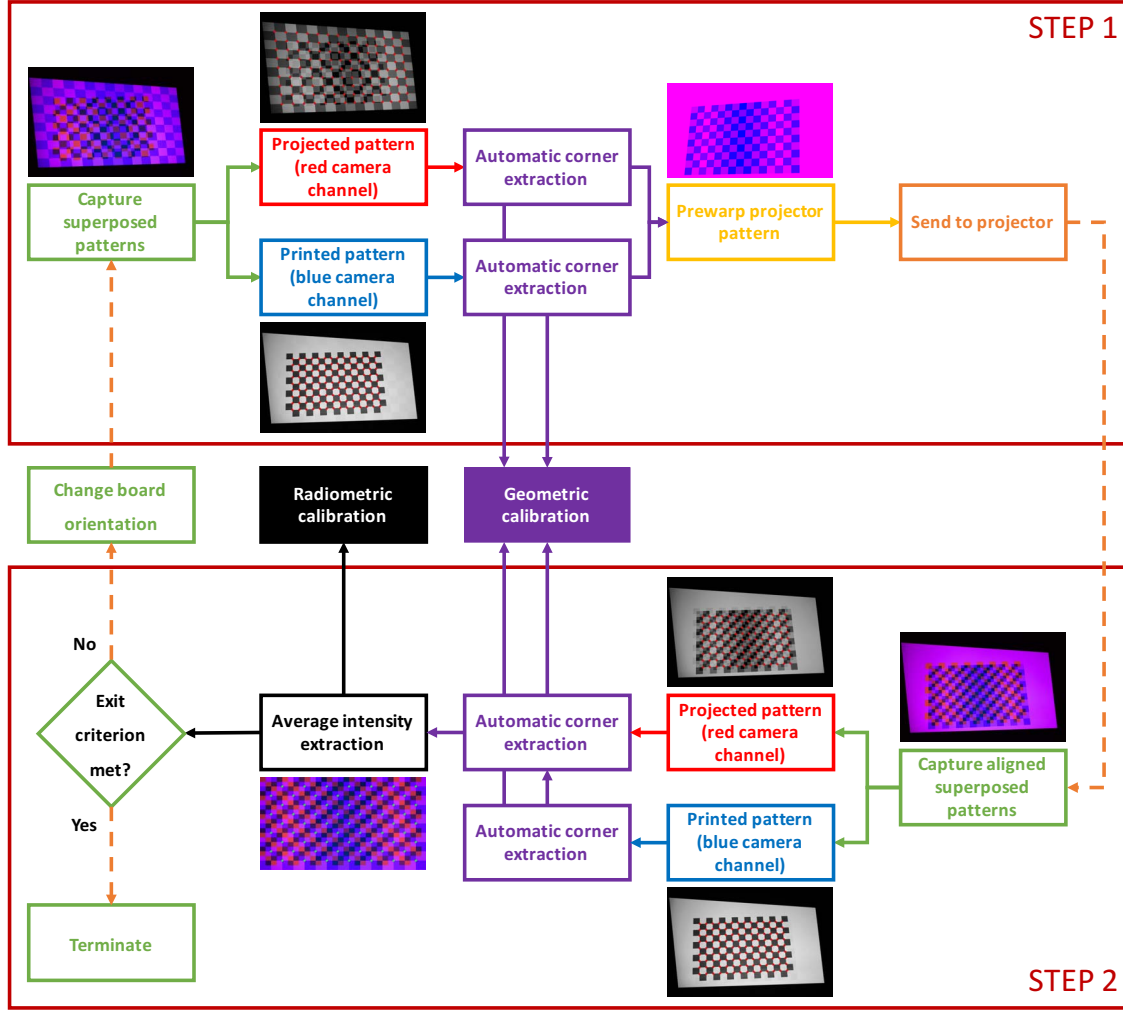 STEP 1
Capture
superposed
patterns
Projected pattern
(red camera
channel)
Automatic corner
extraction
Prewarp projector
pattern
Send to projector
Printed pattern
(blue camera
channel)
Automatic corner
extraction
Change board
orientation
Radiometric
calibration
Geometric
calibration
No
Exit
criterion
met?
Yes
Terminate
Average intensity
extraction
Automatic corner
extraction
Projected pattern
(red camera
channel)
Capture aligned
superposed
patterns
Automatic corner
extraction
Printed pattern
(blue camera
channel)
STEP 2